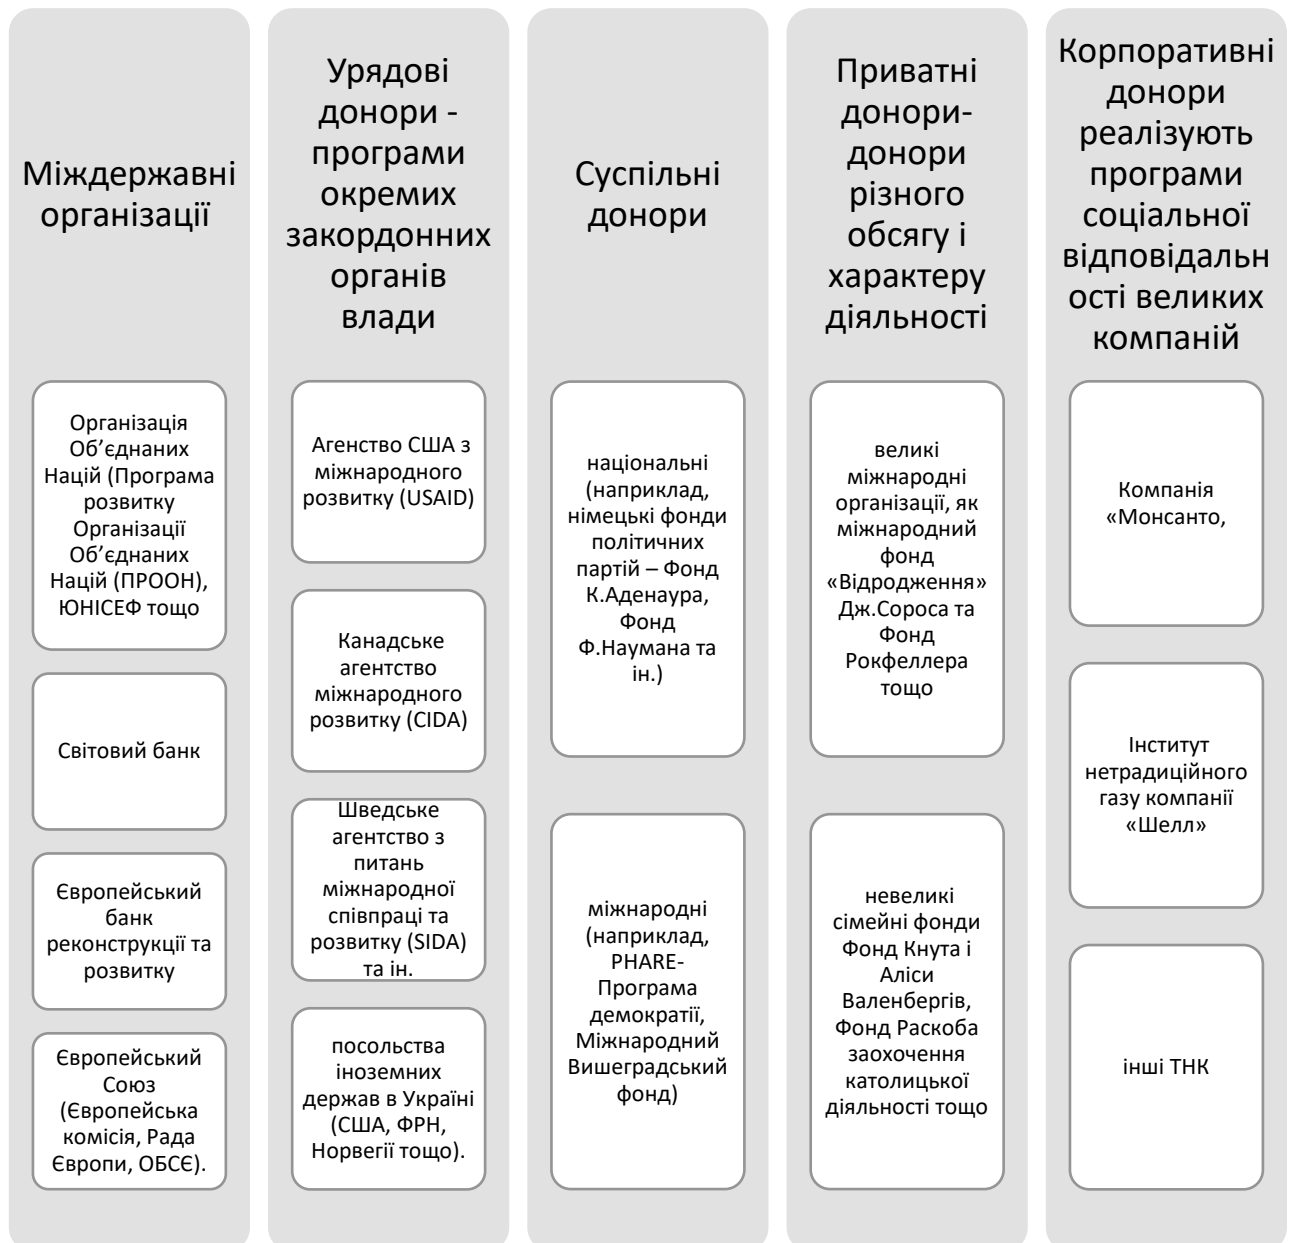 Міждержавні
організації
Організація
Об’єднаних
Націй (Програма
розвитку
Організації
Об’єднаних
Націй (ПРООН),
ЮНІСЕФ тощо
Світовий банк
Європейський
банк
реконструкції та
розвитку
Європейський
Союз
(Європейська
комісія, Рада
Європи, ОБСЄ).
Урядові
донори -
програми
окремих
закордонних
органів
влади
Агенство США з
міжнародного
розвитку (USAID)
Канадське
агентство
міжнародного
розвитку (CIDA)
Шведське
агентство з
питань
міжнародної
співпраці та
розвитку (SIDA)
та ін.
посольства
іноземних
держав в Україні
(США, ФРН,
Норвегії тощо).
Суспільні
донори
національні
(наприклад,
німецькі фонди
політичних
партій – Фонд
К.Аденаура,
Фонд
Ф.Наумана та
ін.)
міжнародні
(наприклад,
PHARE-
Програма
демократії,
Міжнародний
Вишеградський
фонд)
Приватні
донори-
донори
різного
обсягу і
характеру
діяльності
великі
міжнародні
організації, як
міжнародний
фонд
«Відродження»
Дж.Сороса та
Фонд
Рокфеллера
тощо
невеликі
сімейні фонди
Фонд Кнута і
Аліси
Валенбергів,
Фонд Раскоба
заохочення
католицької
діяльності тощо
Корпоративні
донори
реалізують
програми
соціальної
відповідальн
ості великих
компаній
Компанія
«Монсанто,
Інститут
нетрадиційного
газу компанії
«Шелл»
інші ТНК